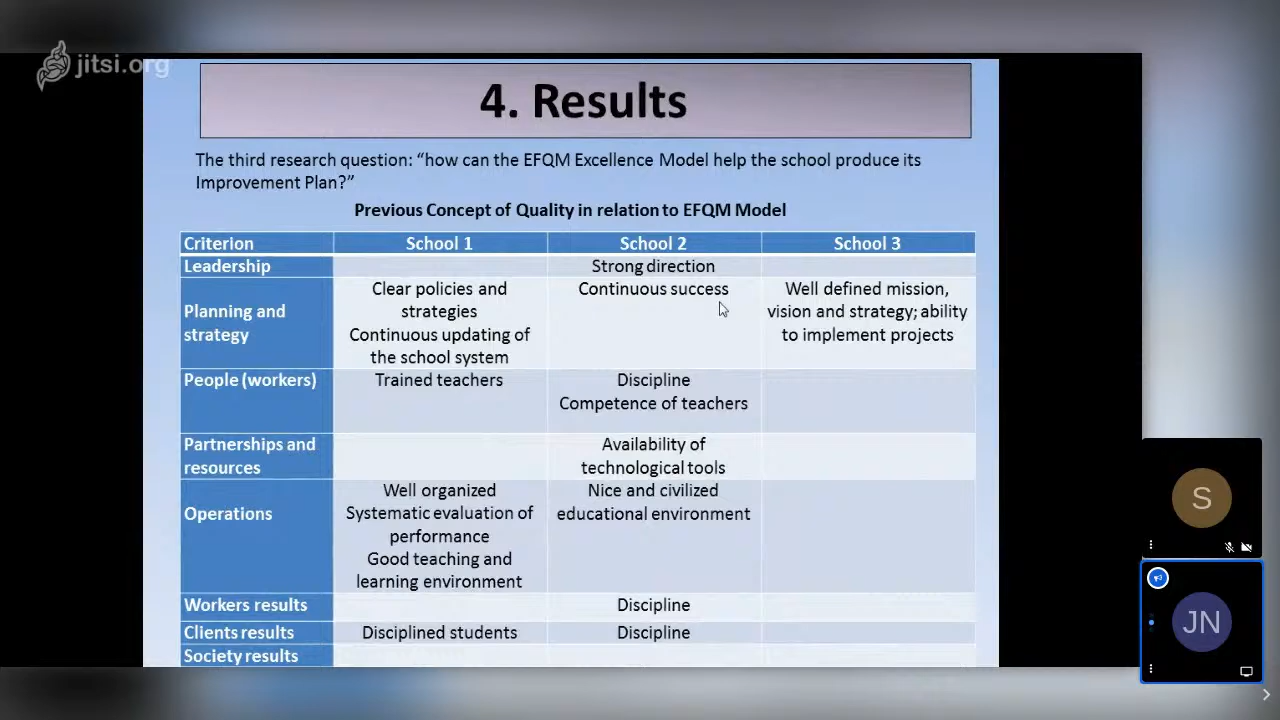 jitsi.org
4. Results
The third research question: “how can the EFQM Excellence Model help the school produce its
Improvement Plan?”
Previous Concept of Quality in relation to EFQM Model
Criterion School 1 School 2 School 3
Leadership Strong direction
Planning and
strategy
Clear policies and
strategies
Continuous updating of
the school system
Continuous success
Well defined mission,
vision and strategy; ability
to implement projects
People (workers)
Trained teachers
Discipline
Competence of teachers
Partnerships and
resources
Availability of
technological tools
Operations
Well organized
Systematic evaluation of
performance
Good teaching and
learning environment
Nice and civilized
educational environment
Workers results Discipline
Clients results Disciplined students Discipline
Society results
S
JN